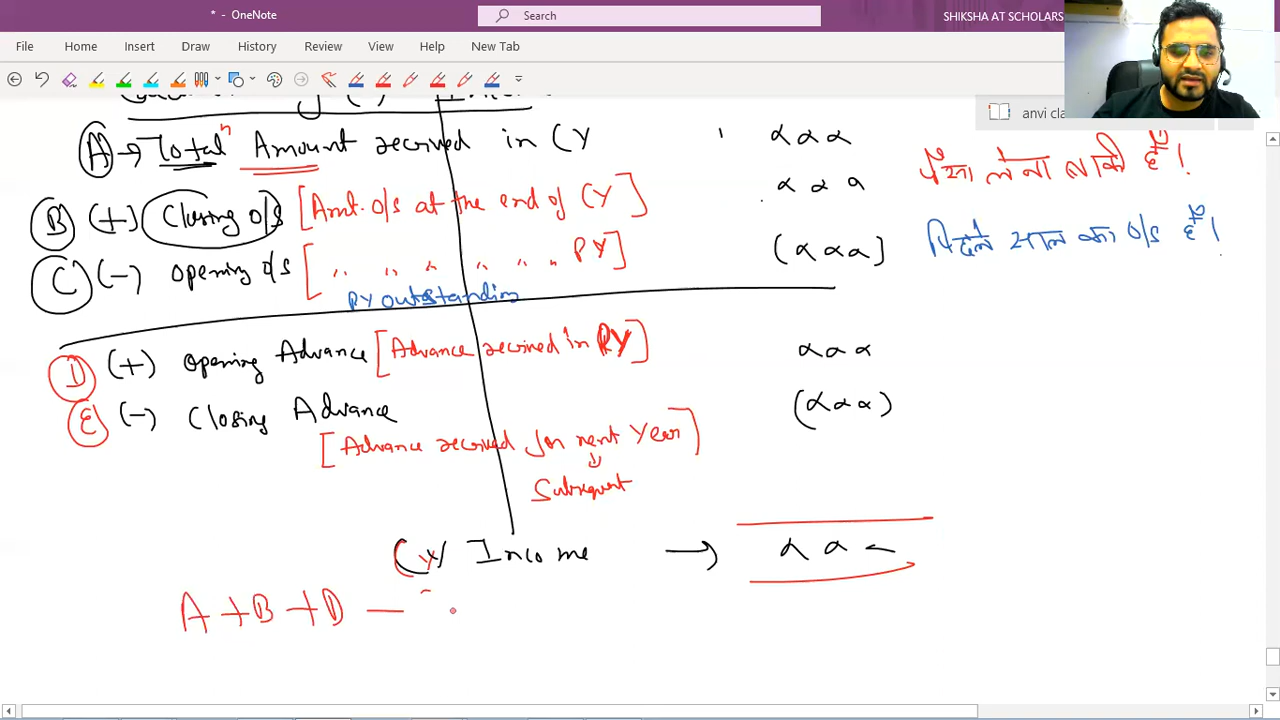 * - OneNote
Search
SHIKSHA AT SCHOLARS
File Home Insert Draw History Review View Help New Tab
anvi cla
(A) → Total Amount received in CY xxx
(B) (+) Closing o/s [Amt. o/s at the end of CY] xxx
(C) (-) opening o/s [ " " " " " " PY] (xxx)
PY outstanding
पैसा लेना बाकी है!
पिछले साल का o/s है!
(D) (+) opening Advance [Advance received in PY] xxx
(E) (-) Closing Advance (xxx)
[Advance received for next Year]
Subsequent
CY Income → xx
A + B + D -